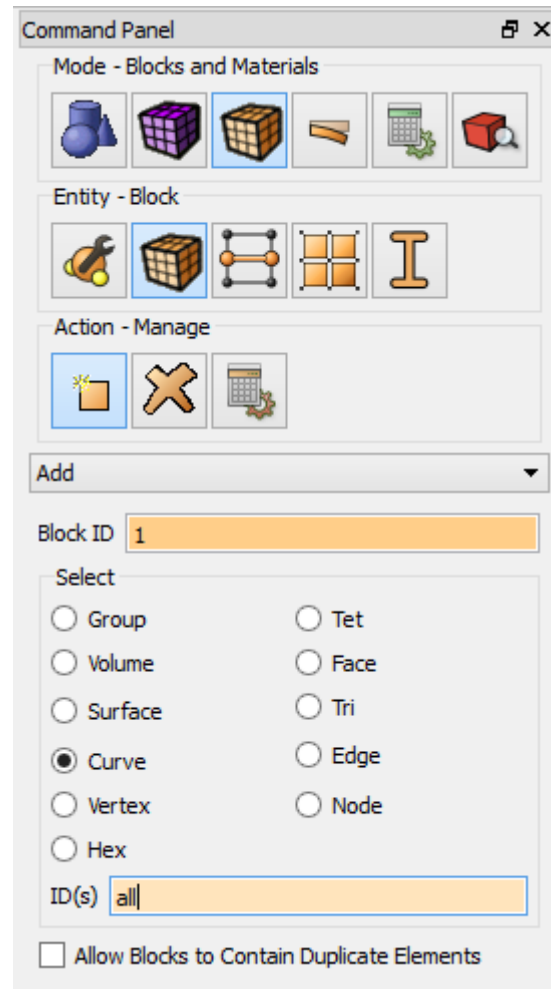 Command Panel
Mode - Blocks and Materials
Entity - Block
Action - Manage
Add
Block ID 1
Select
Group Tet
Volume Face
Surface Tri
Curve Edge
Vertex Node
Hex
ID(s) all
Allow Blocks to Contain Duplicate Elements